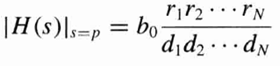 |H(s)|_{s=p} = b_0 \frac{r_1 r_2 \cdots r_N}{d_1 d_2 \cdots d_N}